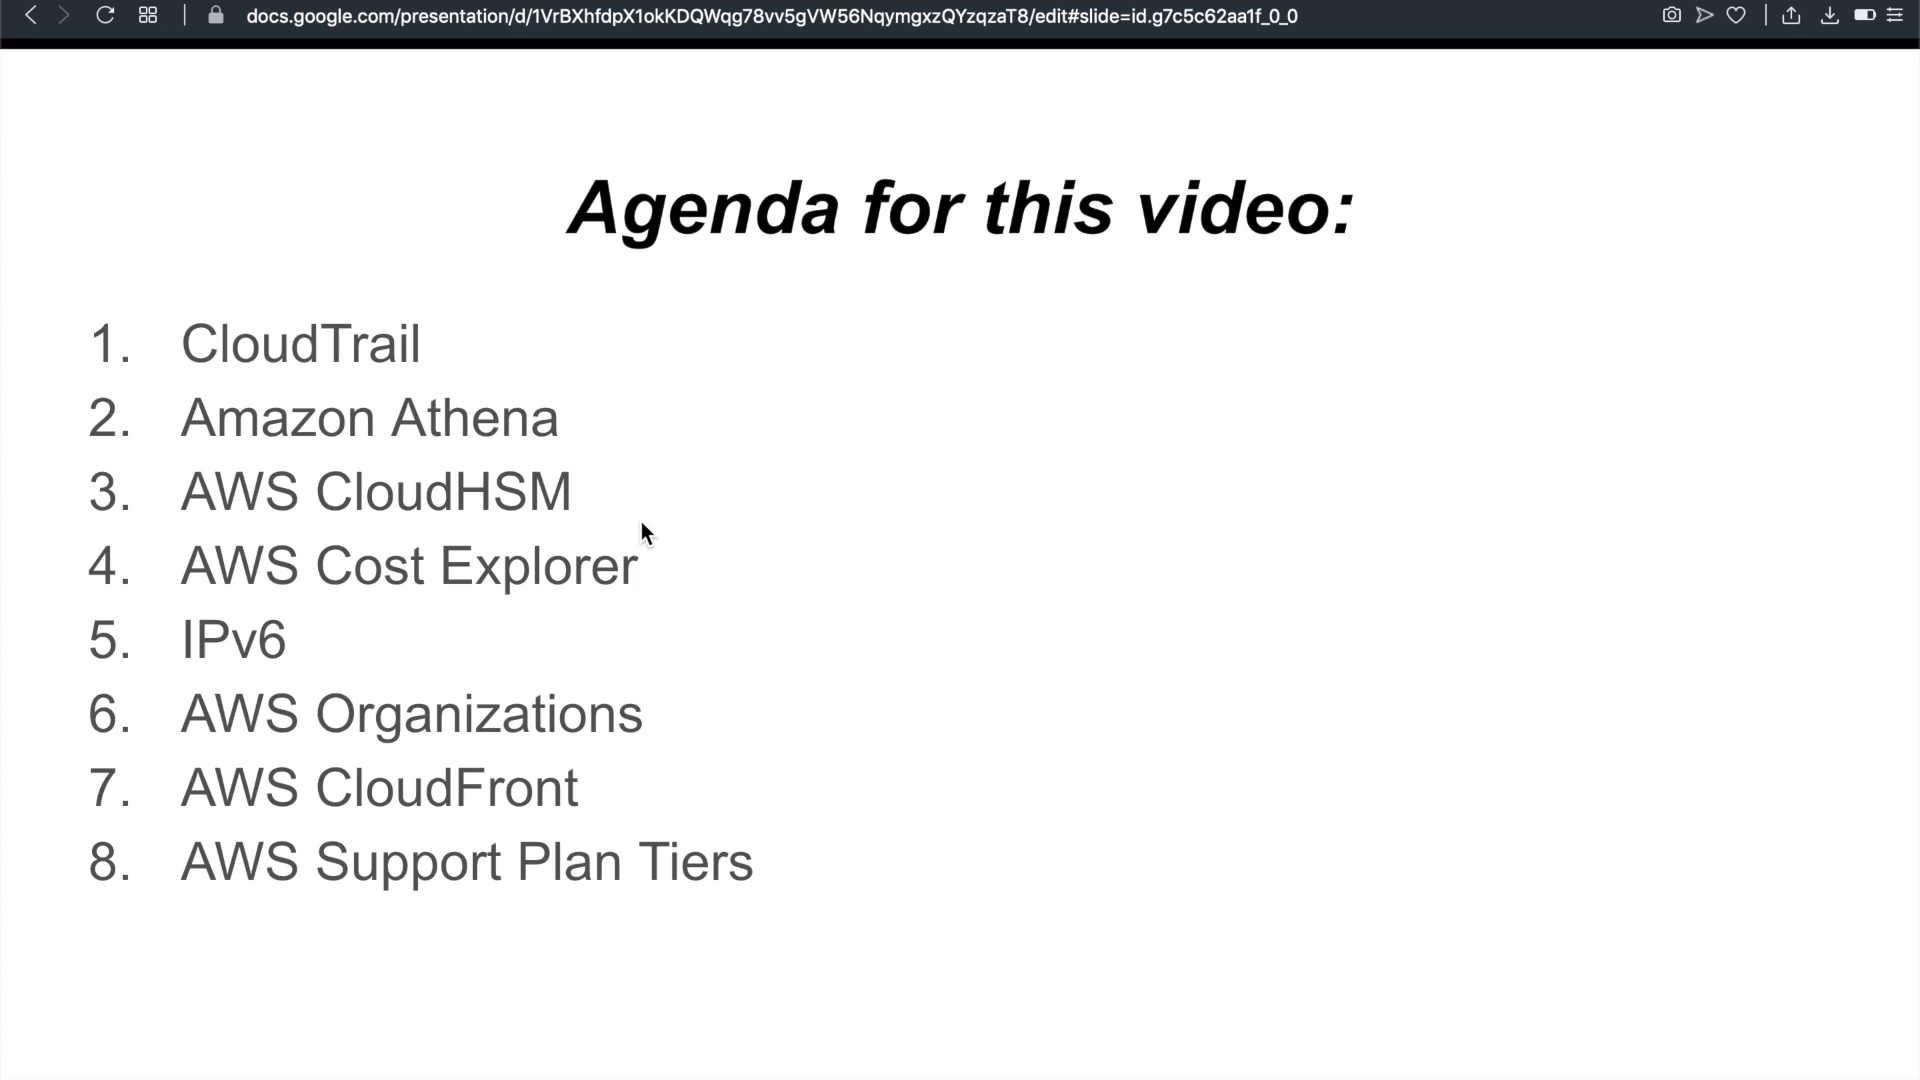 docs.google.com/presentation/d/1VrBXhfdpX1okKDQWqg78vv5gVW56NqymgxzQYzqzaT8/edit#slide=id.g7c5c62aa1f_0_0
Agenda for this video:
1. CloudTrail
2. Amazon Athena
3. AWS CloudHSM
4. AWS Cost Explorer
5. IPv6
6. AWS Organizations
7. AWS CloudFront
8. AWS Support Plan Tiers